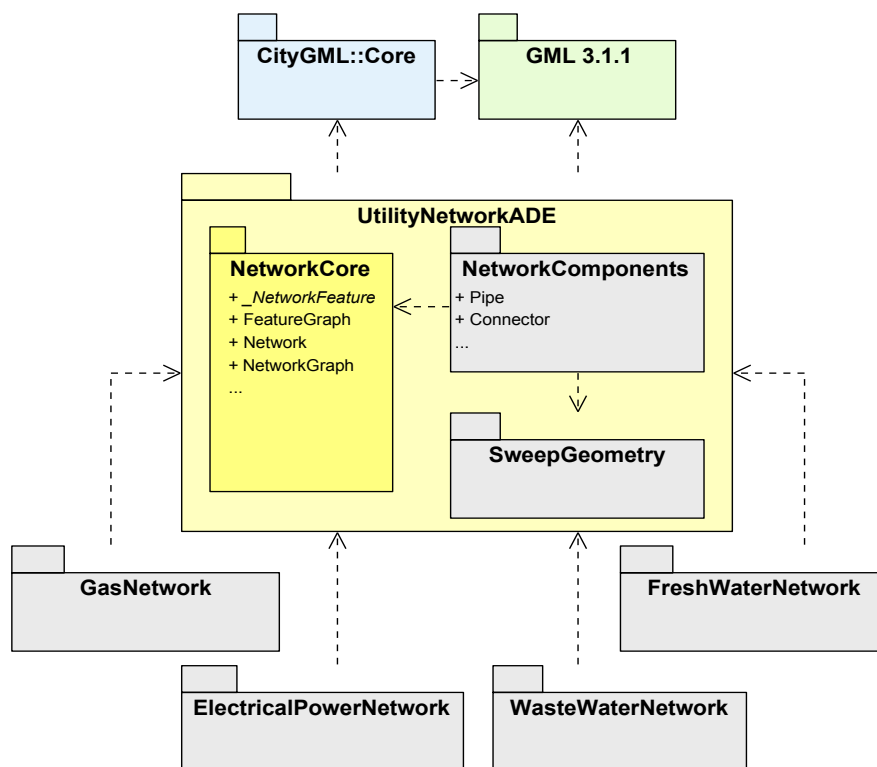 CityGML::Core
GML 3.1.1
UtilityNetworkADE
NetworkCore
+ _NetworkFeature
+ FeatureGraph
+ Network
+ NetworkGraph
...
NetworkComponents
+ Pipe
+ Connector
...
SweepGeometry
GasNetwork
FreshWaterNetwork
ElectricalPowerNetwork
WasteWaterNetwork